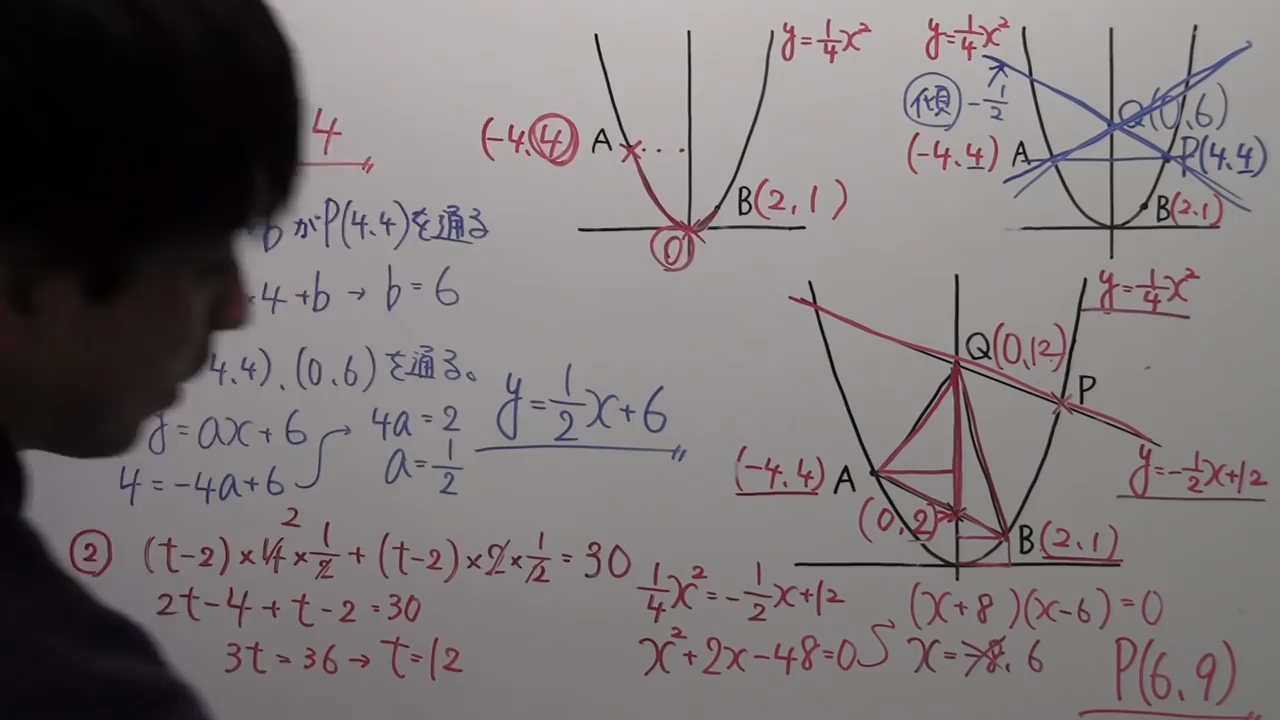 4
bがP(4.4)を通る
4+b→b=6
4.4).(0.6)を通る。
y=ax+6
4=-4a+6
4a=2
a=1/2
y=1/2x+6
② (t-2)×4×1/2+(t-2)×2×1/2=30
2
2t-4+t-2=30
3t=36→t=12
y=1/4x²
(-4.4) A
B(2,1)
O
y=1/4x²
傾 -1/2
Q(0,6)
(-4.4) A
P(4.4)
B(2.1)
y=1/4x²
Q(0,12)
P
(-4.4) A
y=-1/2x+12
(0,2)
B(2,1)
1/4x²=-1/2x+12
x²+2x-48=0
(x+8)(x-6)=0
x=-8.6
P(6.9)